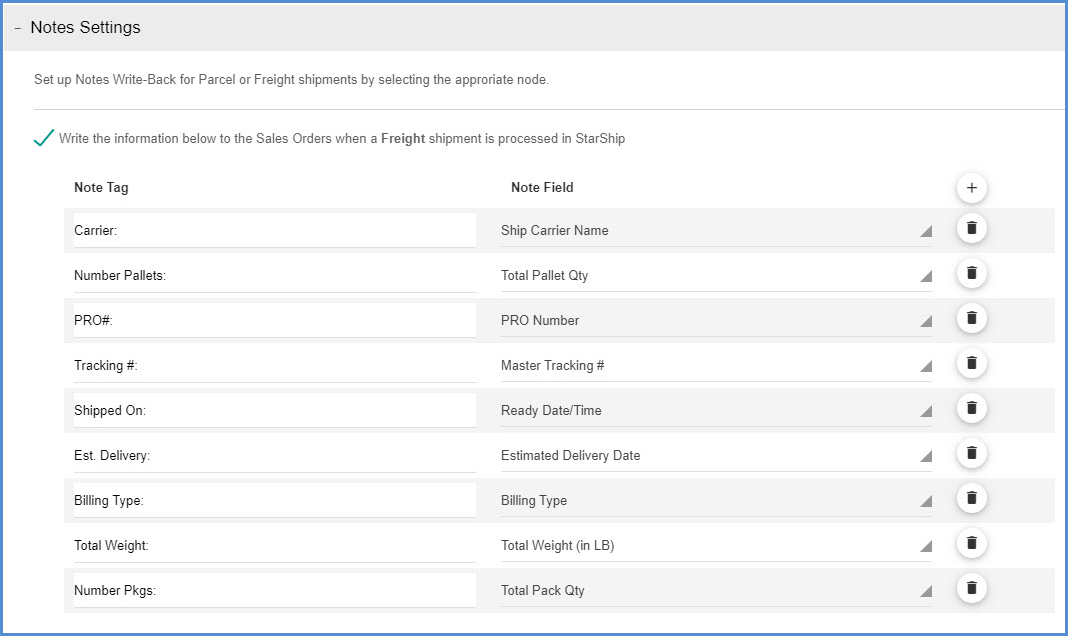 Notes Settings
Set up Notes Write-Back for Parcel or Freight shipments by selecting the approriate node.
Write the information below to the Sales Orders when a Freight shipment is processed in StarShip
Note Tag Note Field
Carrier: Ship Carrier Name
Number Pallets: Total Pallet Qty
PRO#: PRO Number
Tracking #: Master Tracking #
Shipped On: Ready Date/Time
Est. Delivery: Estimated Delivery Date
Billing Type: Billing Type
Total Weight: Total Weight (in LB)
Number Pkgs: Total Pack Qty